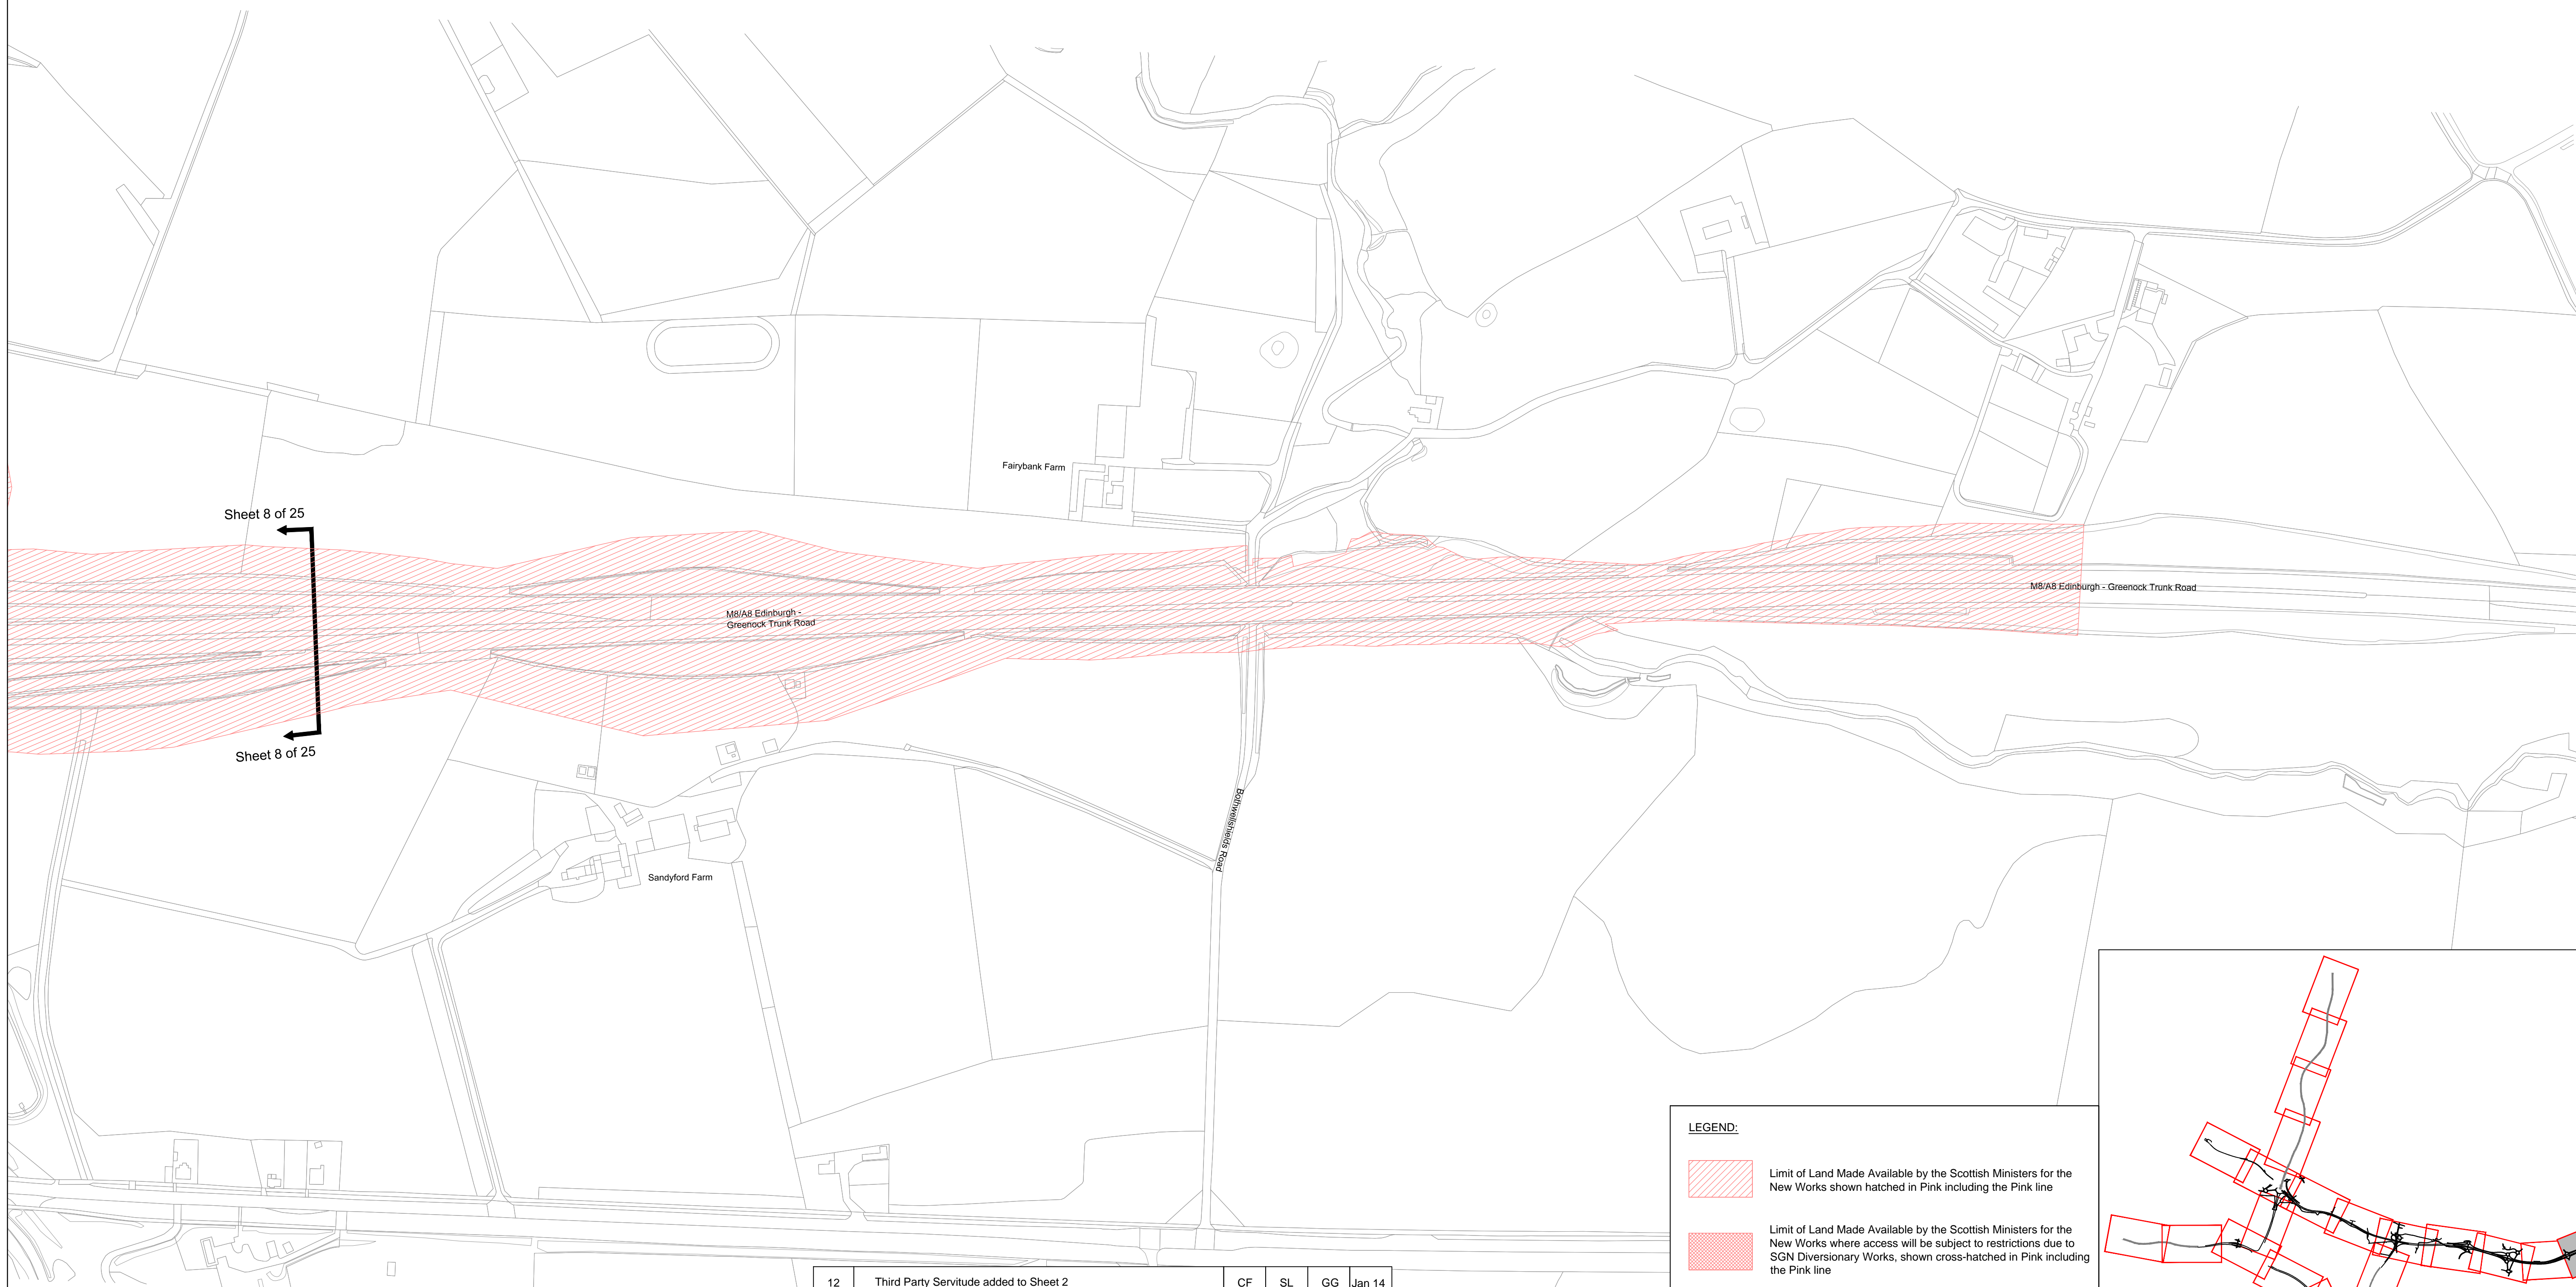 Fairybank Farm
Sheet 8 of 25
M8/A8 Edinburgh - Greenock Trunk Road
M8/A8 Edinburgh -
Greenock Trunk Road
Sheet 8 of 25
Bothwellshields Road
Sandyford Farm
LEGEND:
Limit of Land Made Available by the Scottish Ministers for the
New Works shown hatched in Pink including the Pink line
Limit of Land Made Available by the Scottish Ministers for the
New Works where access will be subject to restrictions due to
SGN Diversionary Works, shown cross-hatched in Pink including
the Pink line
12 Third Party Servitude added to Sheet 2 CF SL GG Jan 14